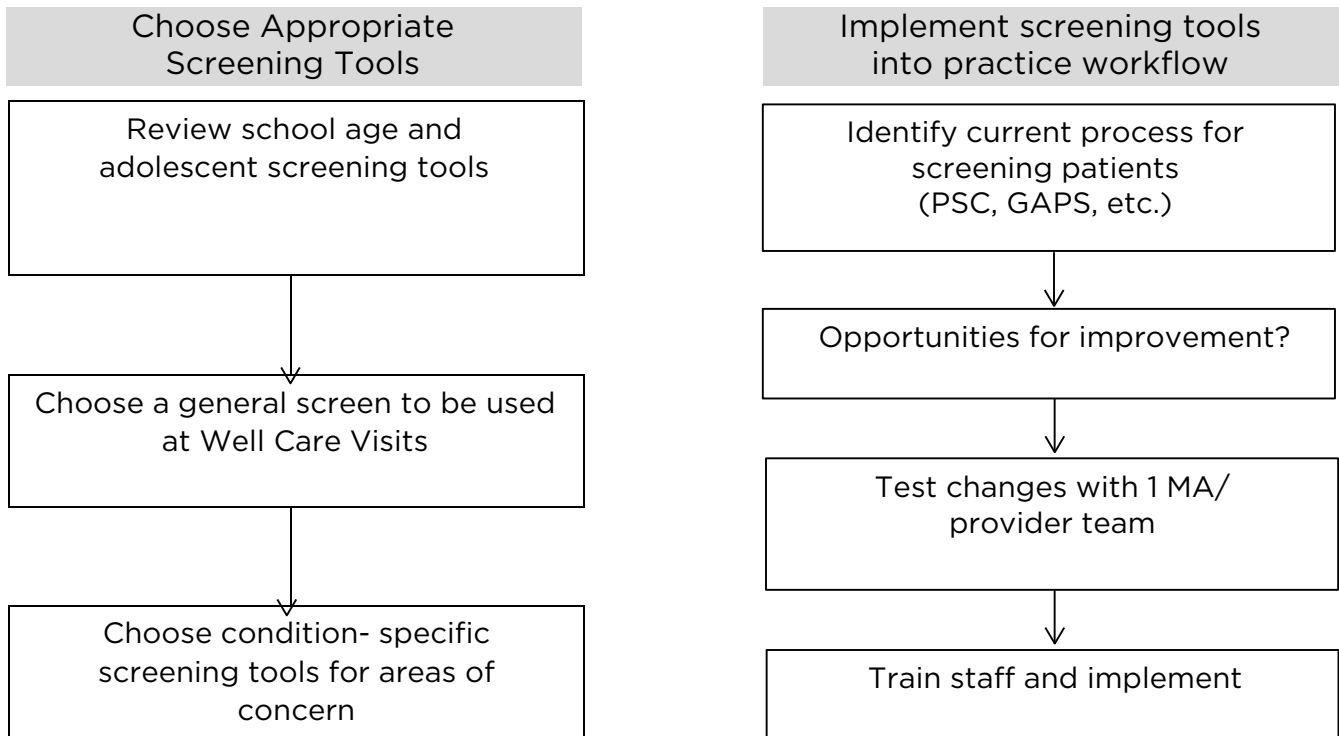 Choose Appropriate
Screening Tools
Review school age and
adolescent screening tools
Choose a general screen to be used
at Well Care Visits
Choose condition- specific
screening tools for areas of
concern
Implement screening tools
into practice workflow
Identify current process for
screening patients
(PSC, GAPS, etc.)
Opportunities for improvement?
Test changes with 1 MA/
provider team
Train staff and implement